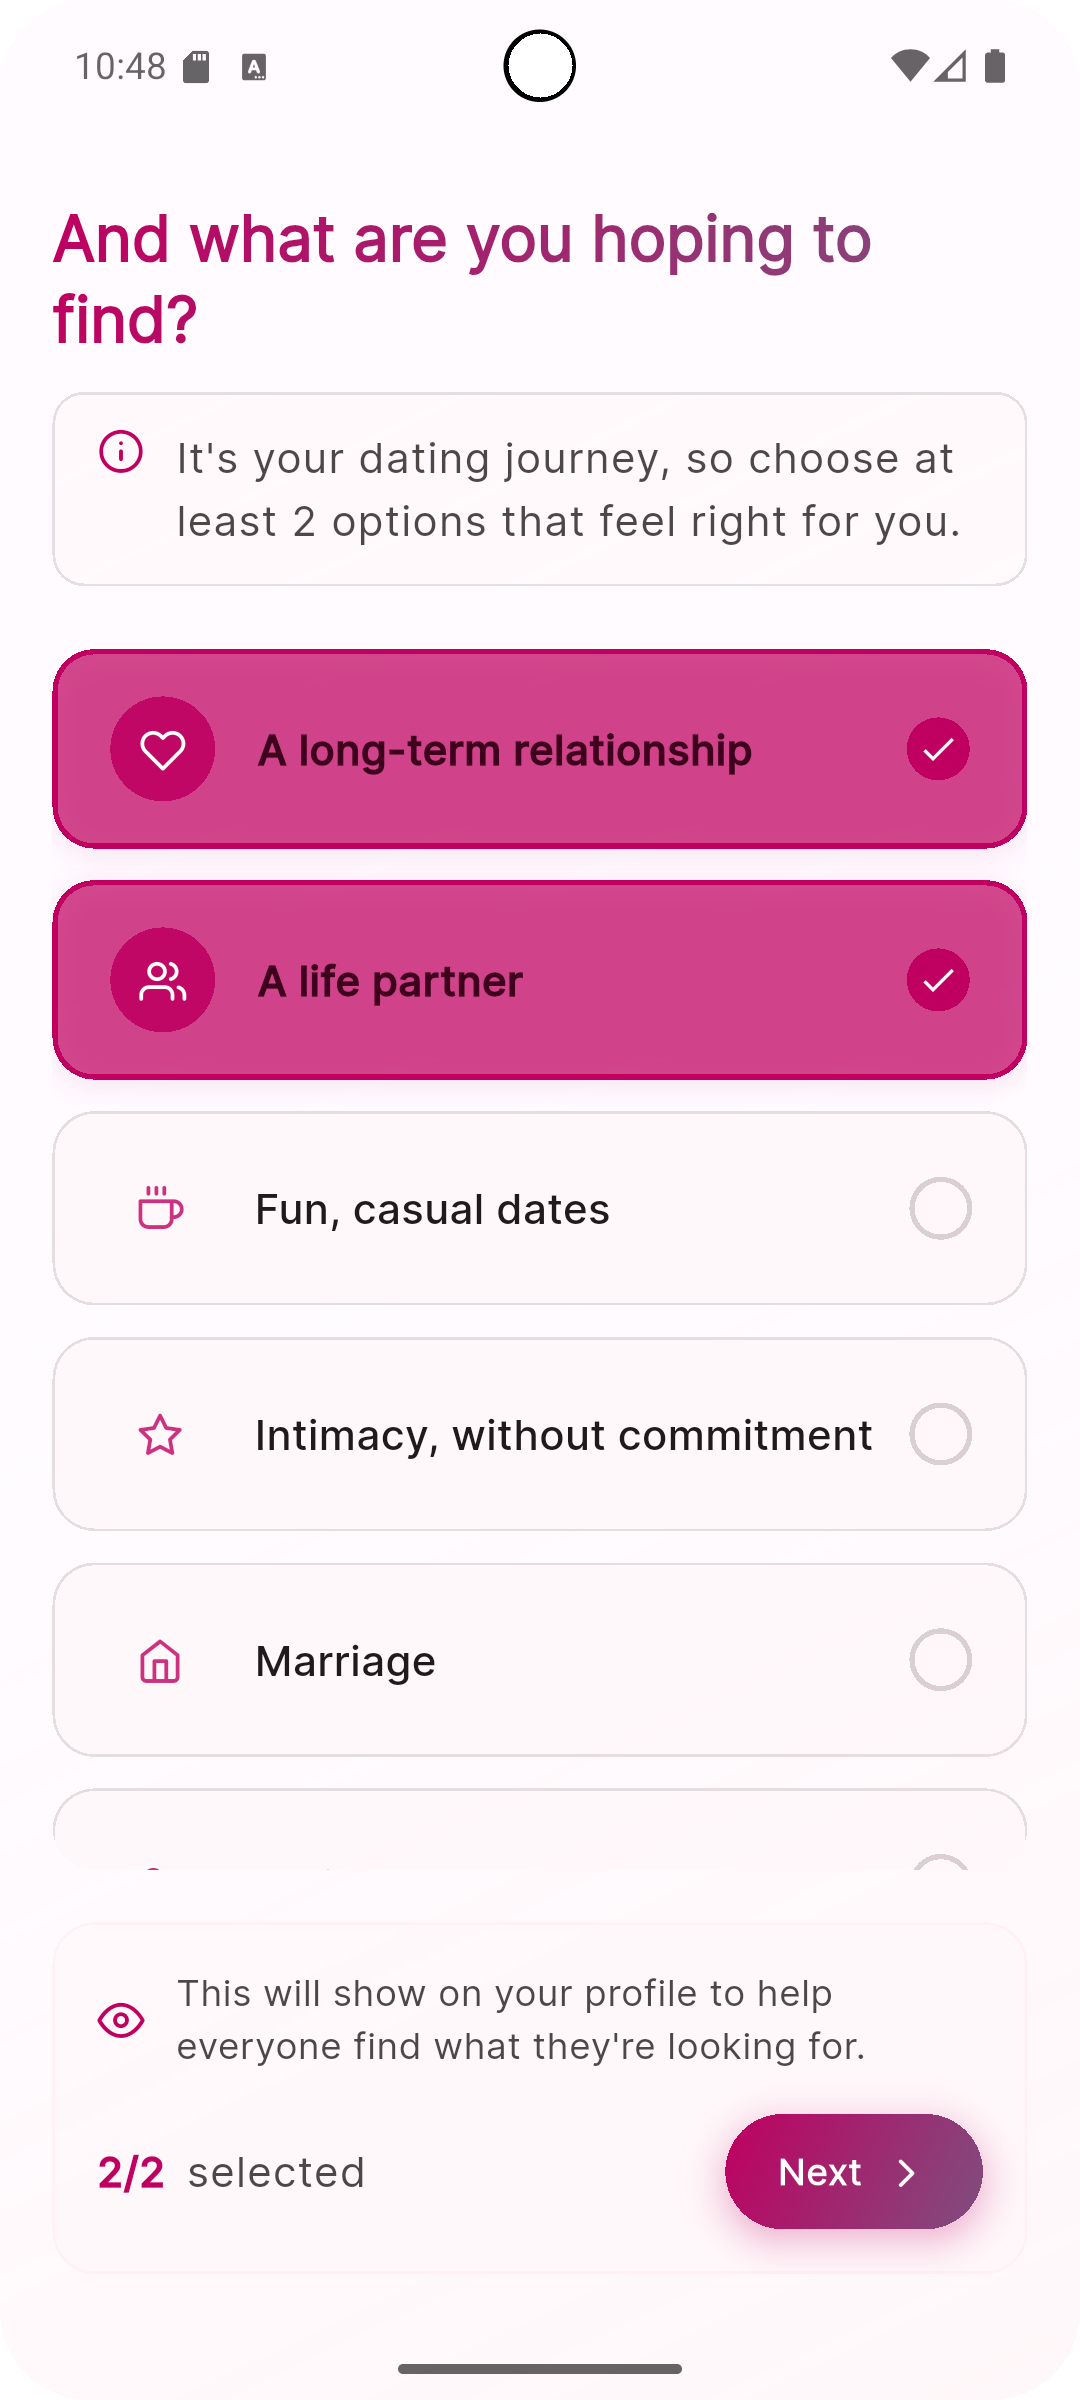 10:48
And what are you hoping to
find?
It's your dating journey, so choose at
least 2 options that feel right for you.
A long-term relationship
A life partner
Fun, casual dates
Intimacy, without commitment
Marriage
This will show on your profile to help
everyone find what they're looking for.
2/2 selected
Next